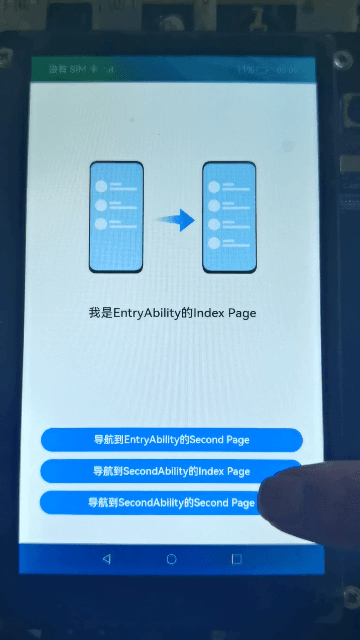 没有 SIM 卡
我是EntryAbility的Index Page
导航到EntryAbility的Second Page
导航到SecondAbility的Index Page
导航到SecondAbility的Second Page